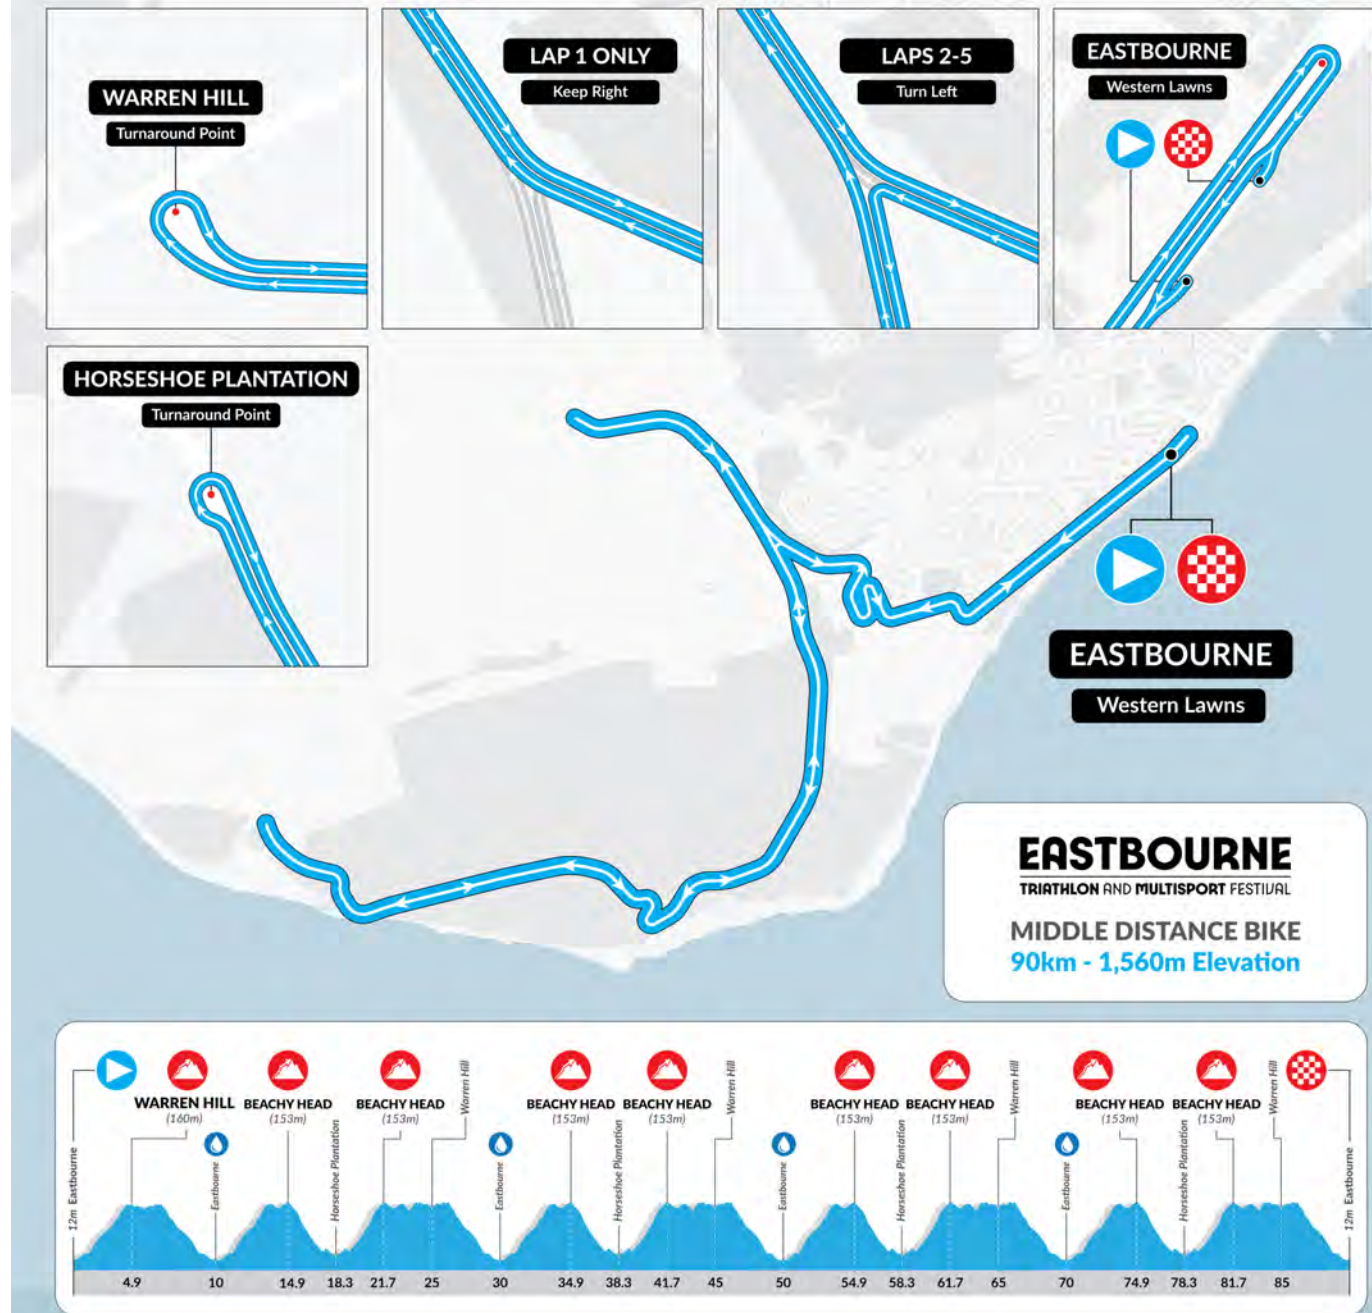 WARREN HILL
Turnaround Point
LAP 1 ONLY
Keep Right
LAPS 2-5
Turn Left
EASTBOURNE
Western Lawns
HORSESHOE PLANTATION
Turnaround Point
EASTBOURNE
Western Lawns
EASTBOURNE
TRIATHLON AND MULTISPORT FESTIVAL
MIDDLE DISTANCE BIKE
90km - 1,560m Elevation
12m Eastbourne
WARREN HILL
(160m)
Eastbourne
BEACHY HEAD
(153m)
Horseshoe Plantation
BEACHY HEAD
(153m)
Warren Hill
Eastbourne
BEACHY HEAD
(153m)
Horseshoe Plantation
BEACHY HEAD
(153m)
Warren Hill
Eastbourne
BEACHY HEAD
(153m)
Horseshoe Plantation
BEACHY HEAD
(153m)
Warren Hill
Eastbourne
BEACHY HEAD
(153m)
Horseshoe Plantation
BEACHY HEAD
(153m)
Warren Hill
12m Eastbourne
4.9 10 14.9 18.3 21.7 25 30 34.9 38.3 41.7 45 50 54.9 58.3 61.7 65 70 74.9 78.3 81.7 85